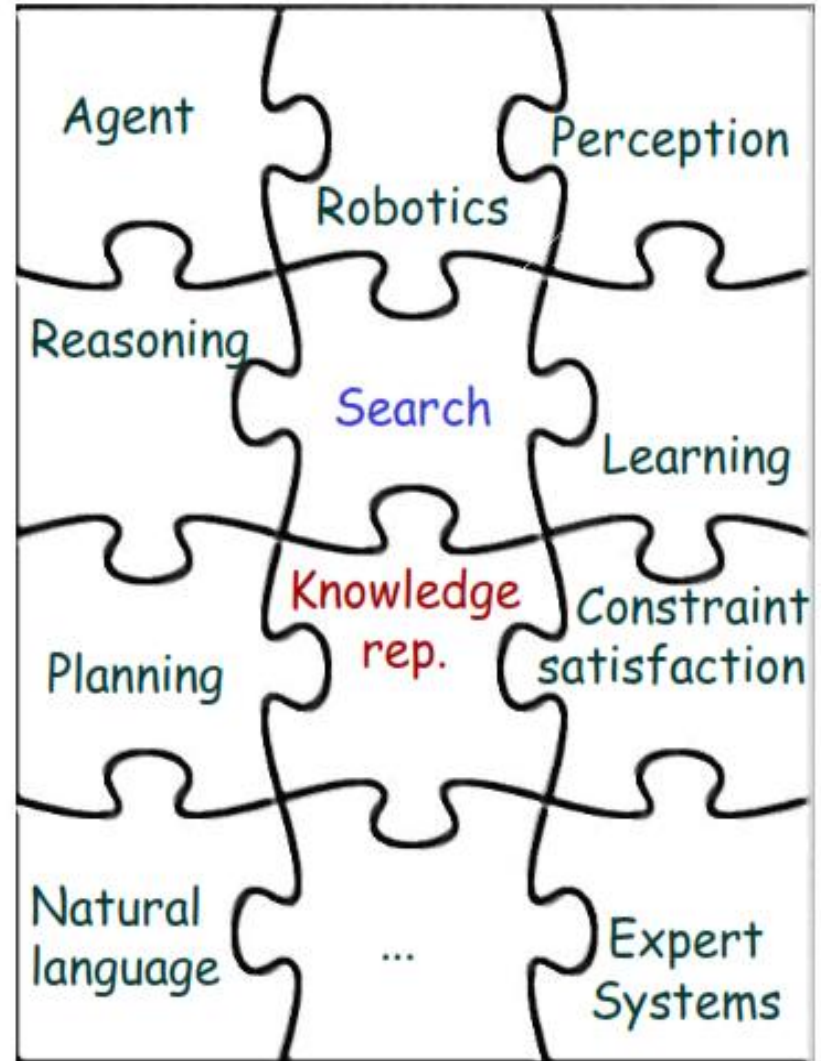 Agent
Robotics
Perception
Reasoning
Search
Learning
Planning
Knowledge
rep.
Constraint
satisfaction
Natural
language
...
Expert
Systems